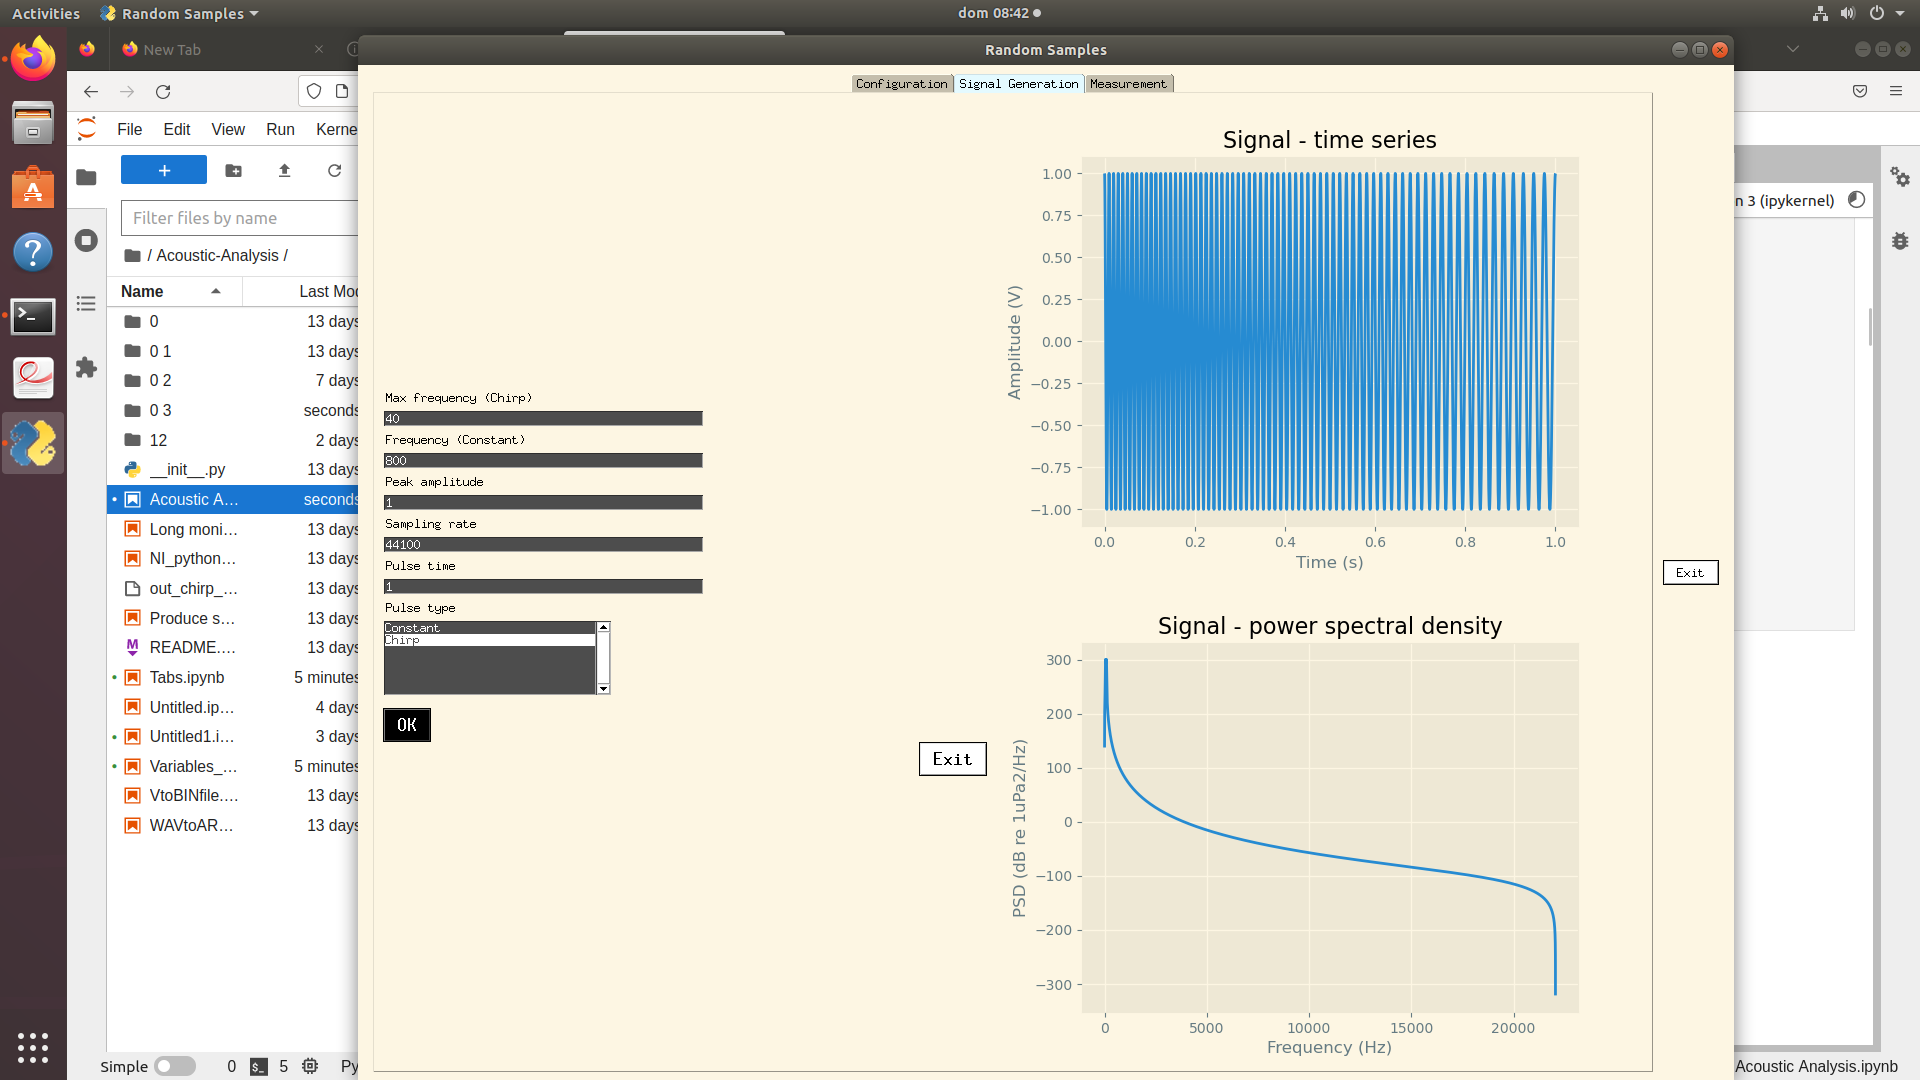 Activities
Random Samples
dom 08:42
New Tab
Random Samples
File Edit View Run Kerne
Filter files by name
/ Acoustic-Analysis /
Name
Last Mod
0 13 days
0 1 13 days
0 2 7 days
0 3 seconds
12 2 days
__init__.py 13 days
Acoustic A… seconds
Long moni… 13 days
NI_python… 13 days
out_chirp_… 13 days
Produce s… 13 days
README.… 13 days
Tabs.ipynb 5 minutes
Untitled.ip… 4 days
Untitled1.i… 3 days
Variables_… 5 minutes
VtoBINfile.… 13 days
WAVtoAR… 13 days
Simple
0
5
Py
Configuration
Signal Generation
Measurement
Max frequency (Chirp)
40
Frequency (Constant)
800
Peak amplitude
1
Sampling rate
44100
Pulse time
1
Pulse type
Constant
Chirp
OK
Exit
Signal - time series
1.00
0.75
0.50
0.25
0.00
−0.25
−0.50
−0.75
−1.00
Amplitude (V)
0.0 0.2 0.4 0.6 0.8 1.0
Time (s)
Signal - power spectral density
300
200
100
0
−100
−200
−300
PSD (dB re 1uPa2/Hz)
0 5000 10000 15000 20000
Frequency (Hz)
Exit
n 3 (ipykernel)
Acoustic Analysis.ipynb